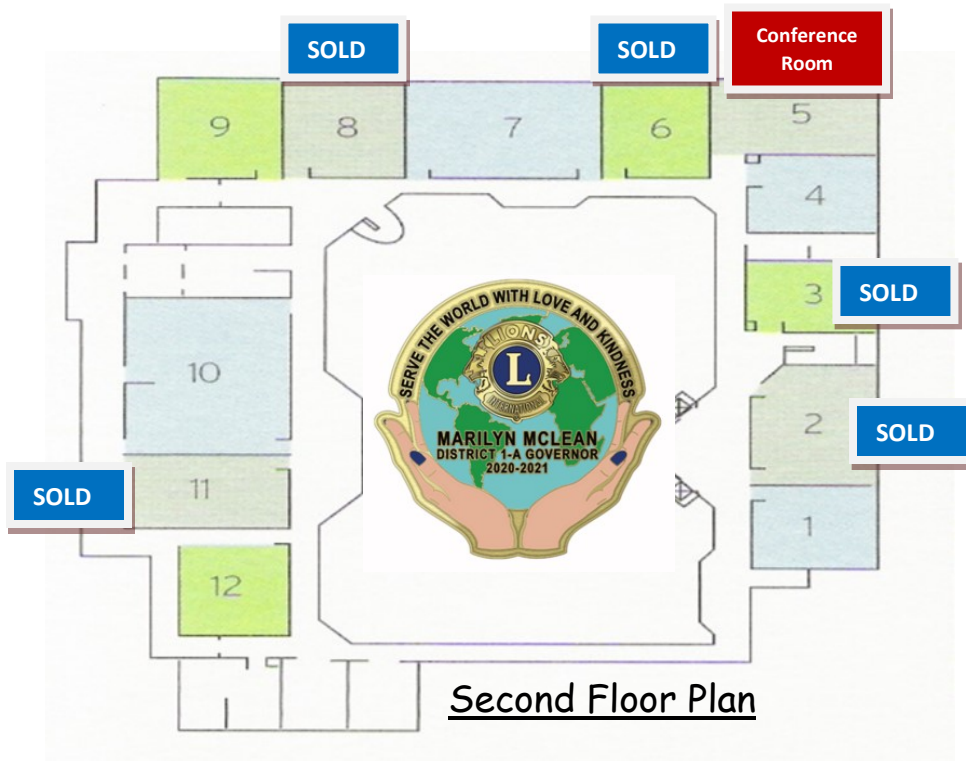 SOLD
SOLD
Conference
Room
9
8
7
6
5
4
3
SOLD
10
2
SOLD
11
SOLD
1
12
SERVE THE WORLD WITH LOVE AND KINDNESS
LIONS
L
INTERNATIONAL
MARILYN MCLEAN
DISTRICT 1-A GOVERNOR
2020-2021
Second Floor Plan